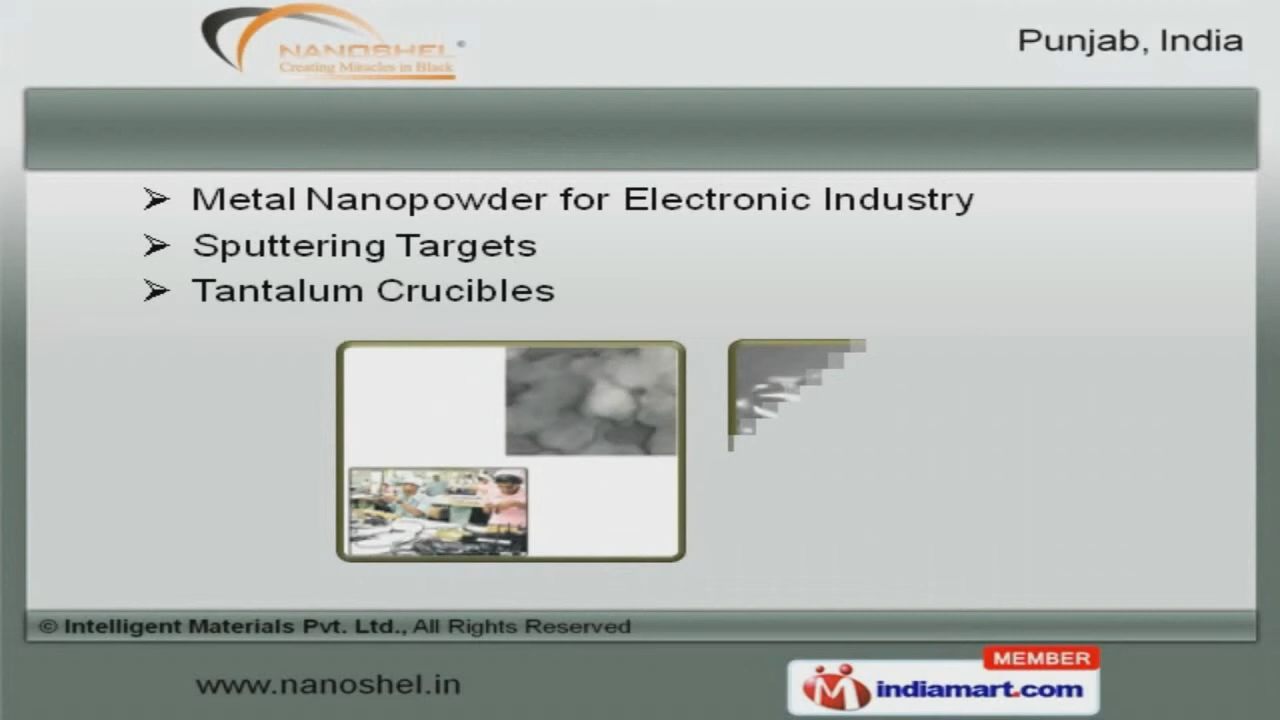 NANOSHEL
Creating Miracles in Black
Punjab, India
Metal Nanopowder for Electronic Industry
Sputtering Targets
Tantalum Crucibles
© Intelligent Materials Pvt. Ltd., All Rights Reserved
www.nanoshel.in
MEMBER
indiamart.com